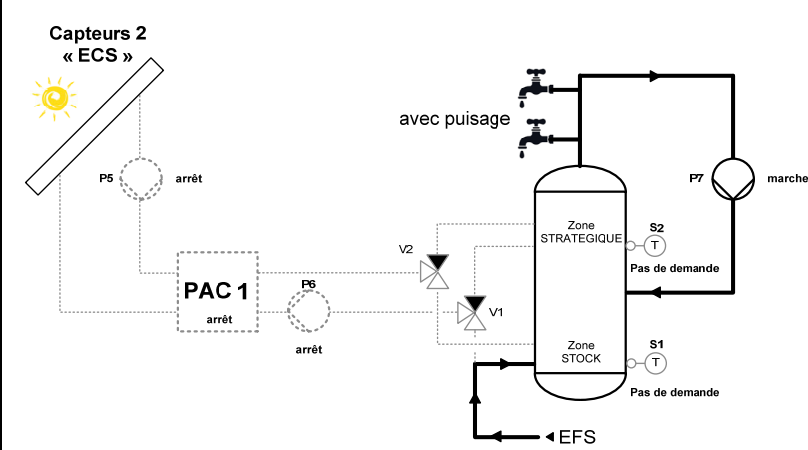 Capteurs 2
« ECS »
avec puisage
P5
arrêt
P7
marche
Zone
STRATEGIQUE
S2
T
Pas de demande
V2
PAC 1
arrêt
P6
arrêt
V1
Zone
STOCK
S1
T
Pas de demande
EFS